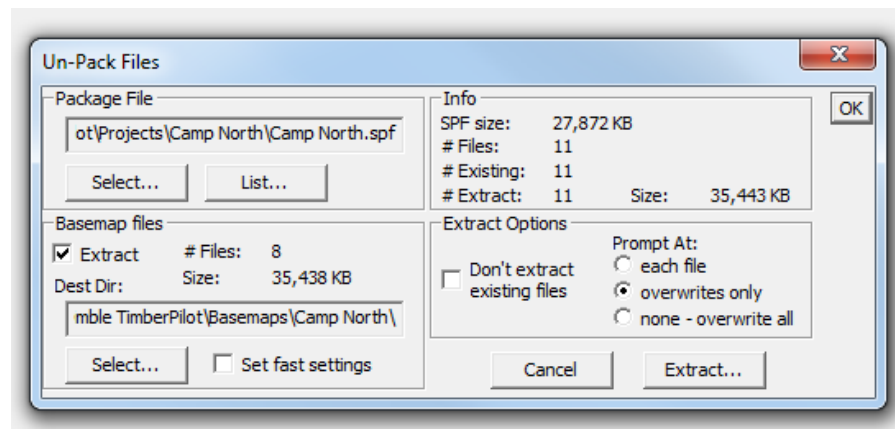 Un-Pack Files
Package File
ot\Projects\Camp North\Camp North.spf
Select... List...
Basemap files
Extract # Files: 8
Size: 35,438 KB
Dest Dir:
mble TimberPilot\Basemaps\Camp North\
Select... Set fast settings
Info
SPF size: 27,872 KB
# Files: 11
# Existing: 11
# Extract: 11 Size: 35,443 KB
Extract Options
Don't extract
existing files
Prompt At:
each file
overwrites only
none - overwrite all
Cancel Extract...
OK